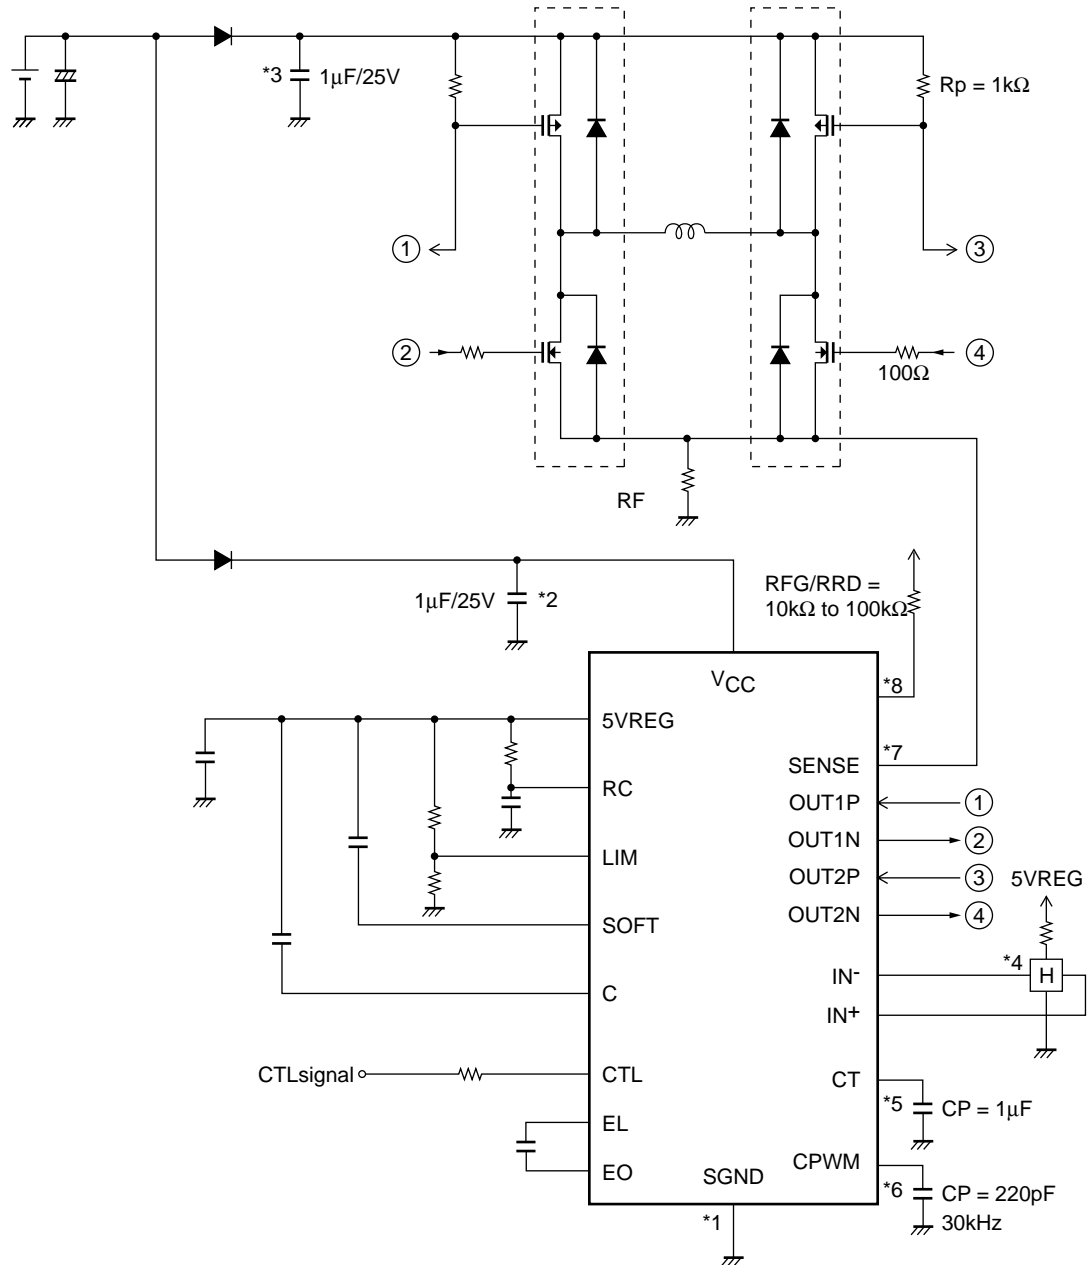 *3
1µF/25V
Rp = 1kΩ
1
3
2
4
100Ω
RF
1µF/25V
*2
RFG/RRD =
10kΩ to 100kΩ
VCC
*8
5VREG
*7
SENSE
RC
OUT1P
1
OUT1N
2
LIM
OUT2P
3
5VREG
OUT2N
4
SOFT
*4
H
IN-
C
IN+
CTLsignal
CTL
CT
*5
CP = 1µF
EL
EO
CPWM
*6
CP = 220pF
30kHz
SGND
*1